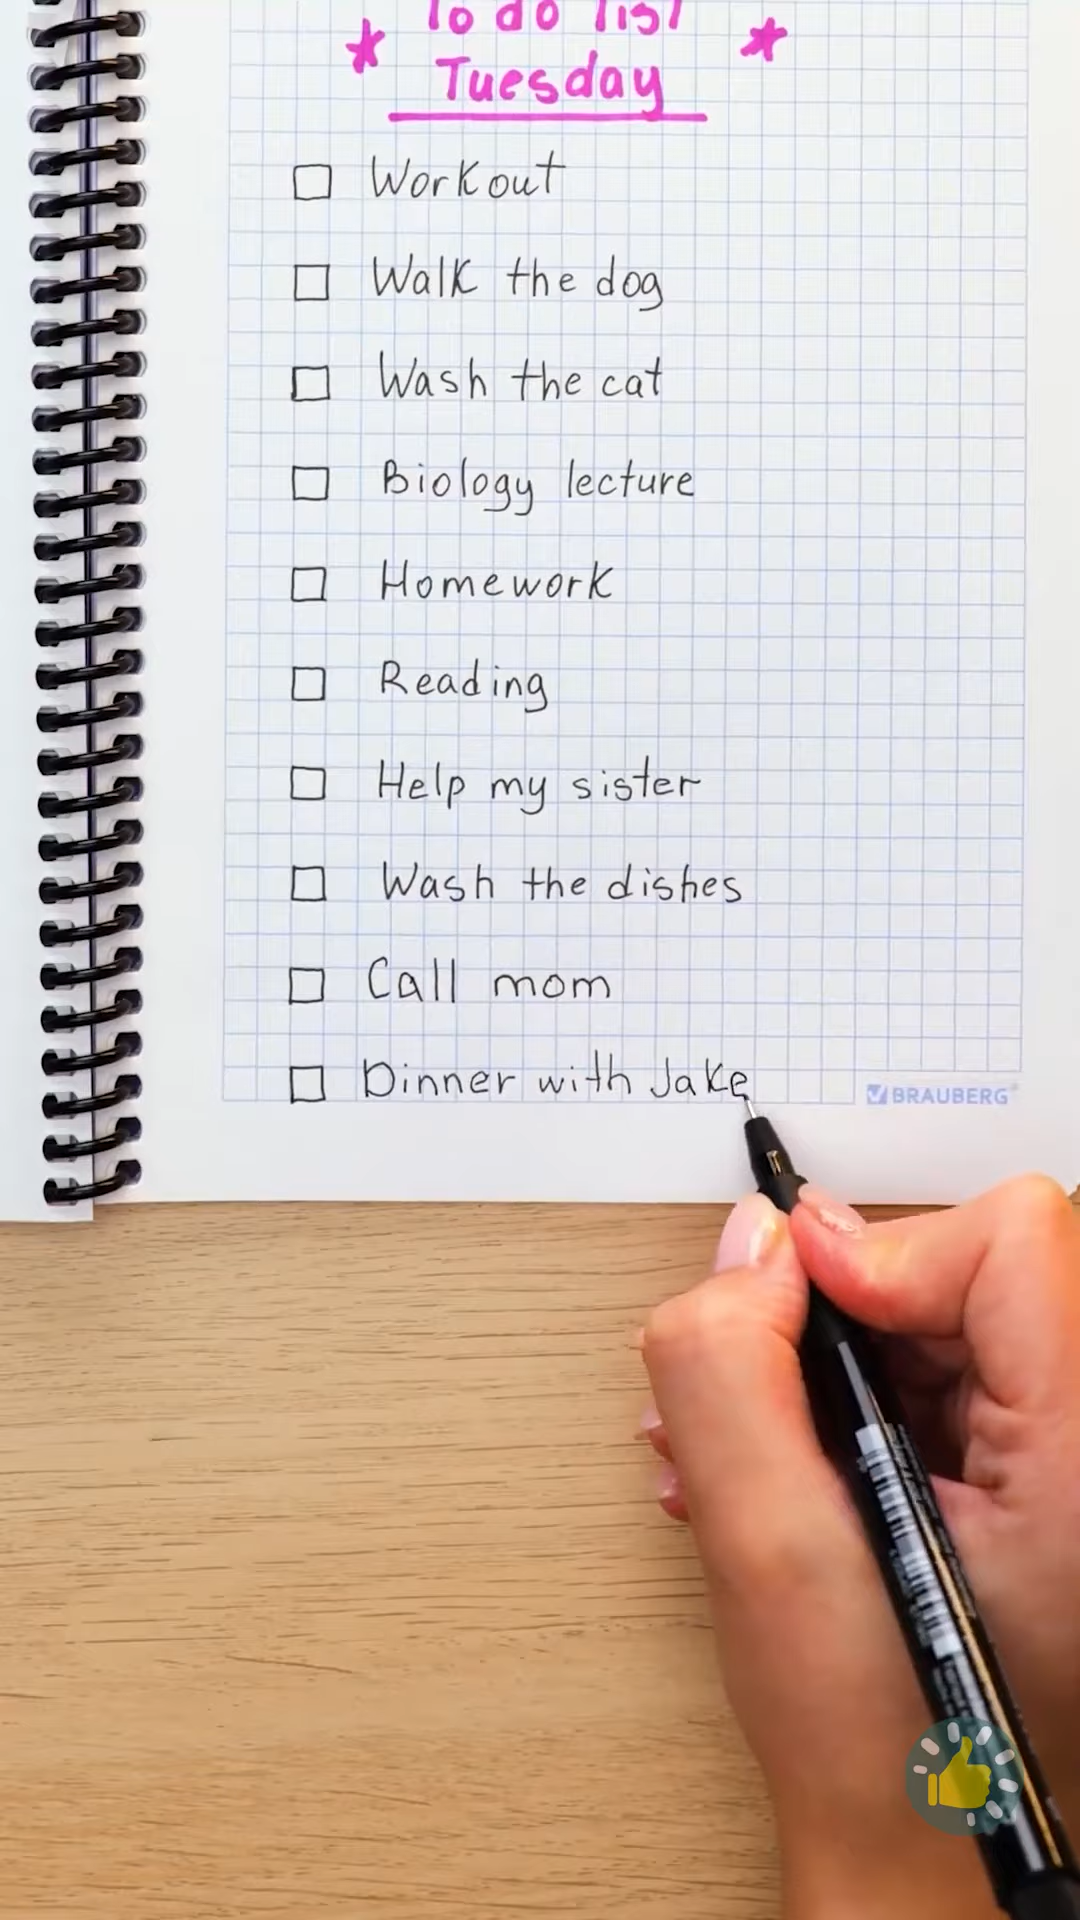 To do list
Tuesday
Workout
Walk the dog
Wash the cat
Biology lecture
Homework
Reading
Help my sister
Wash the dishes
Call mom
Dinner with Jake
BRAUBERG